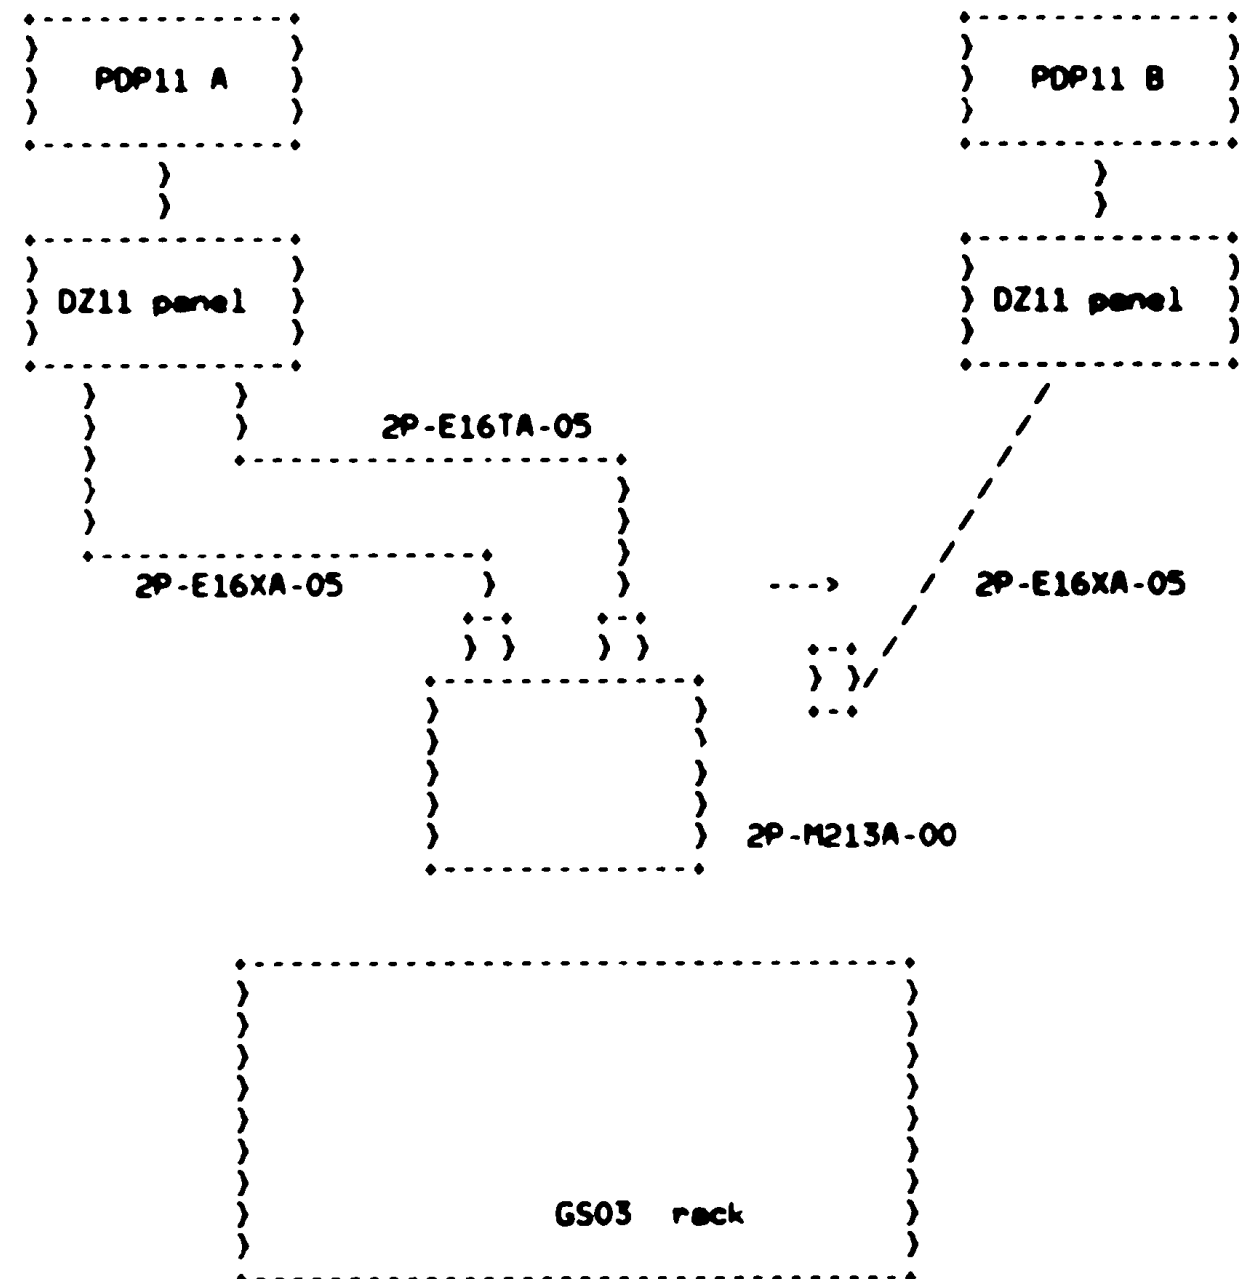 PDP11 A
PDP11 B
DZ11 panel
DZ11 panel
2P-E16TA-05
2P-E16XA-05
--->
2P-E16XA-05
2P-M213A-00
GS03 rack